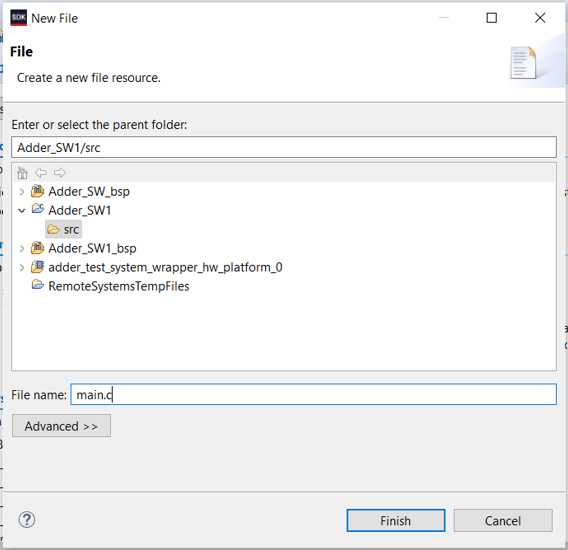 SDK New File
File
Create a new file resource.
Enter or select the parent folder:
Adder_SW1/src
Adder_SW_bsp
Adder_SW1
src
Adder_SW1_bsp
adder_test_system_wrapper_hw_platform_0
RemoteSystemsTempFiles
File name: main.c
Advanced >>
? Finish Cancel